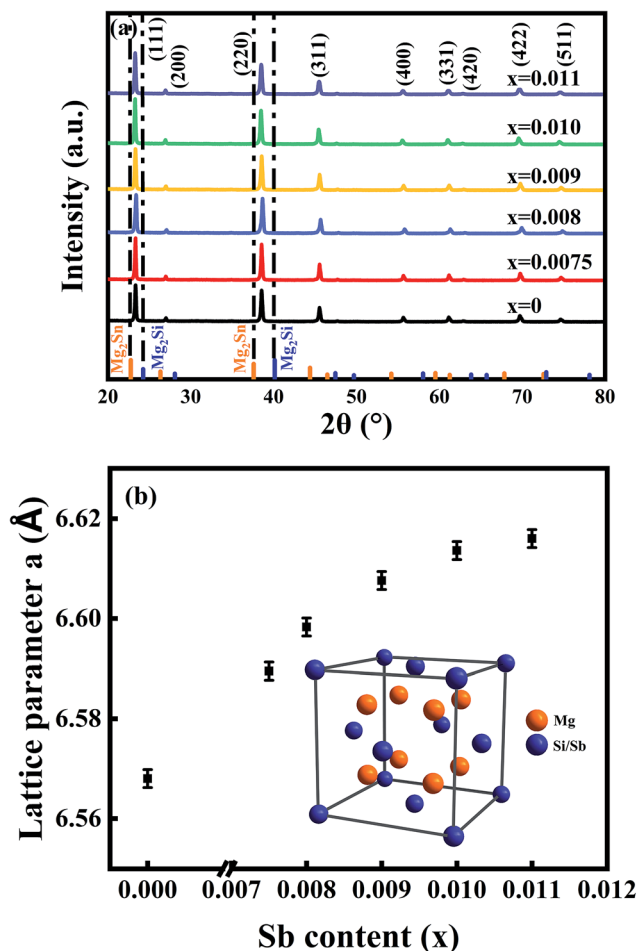 (a)
(111)
(200)
(220)
(311)
(400)
(331)
(420)
(422)
(511)
x=0.011
x=0.010
x=0.009
x=0.008
x=0.0075
x=0
Intensity (a.u.)
Mg₂Sn
Mg₂Si
Mg₂Sn
Mg₂Si
20 30 40 50 60 70 80
2θ (°)
(b)
Lattice parameter a (Å)
6.62
6.60
6.58
6.56
Mg
Si/Sb
0.000 0.007 0.008 0.009 0.010 0.011 0.012
Sb content (x)